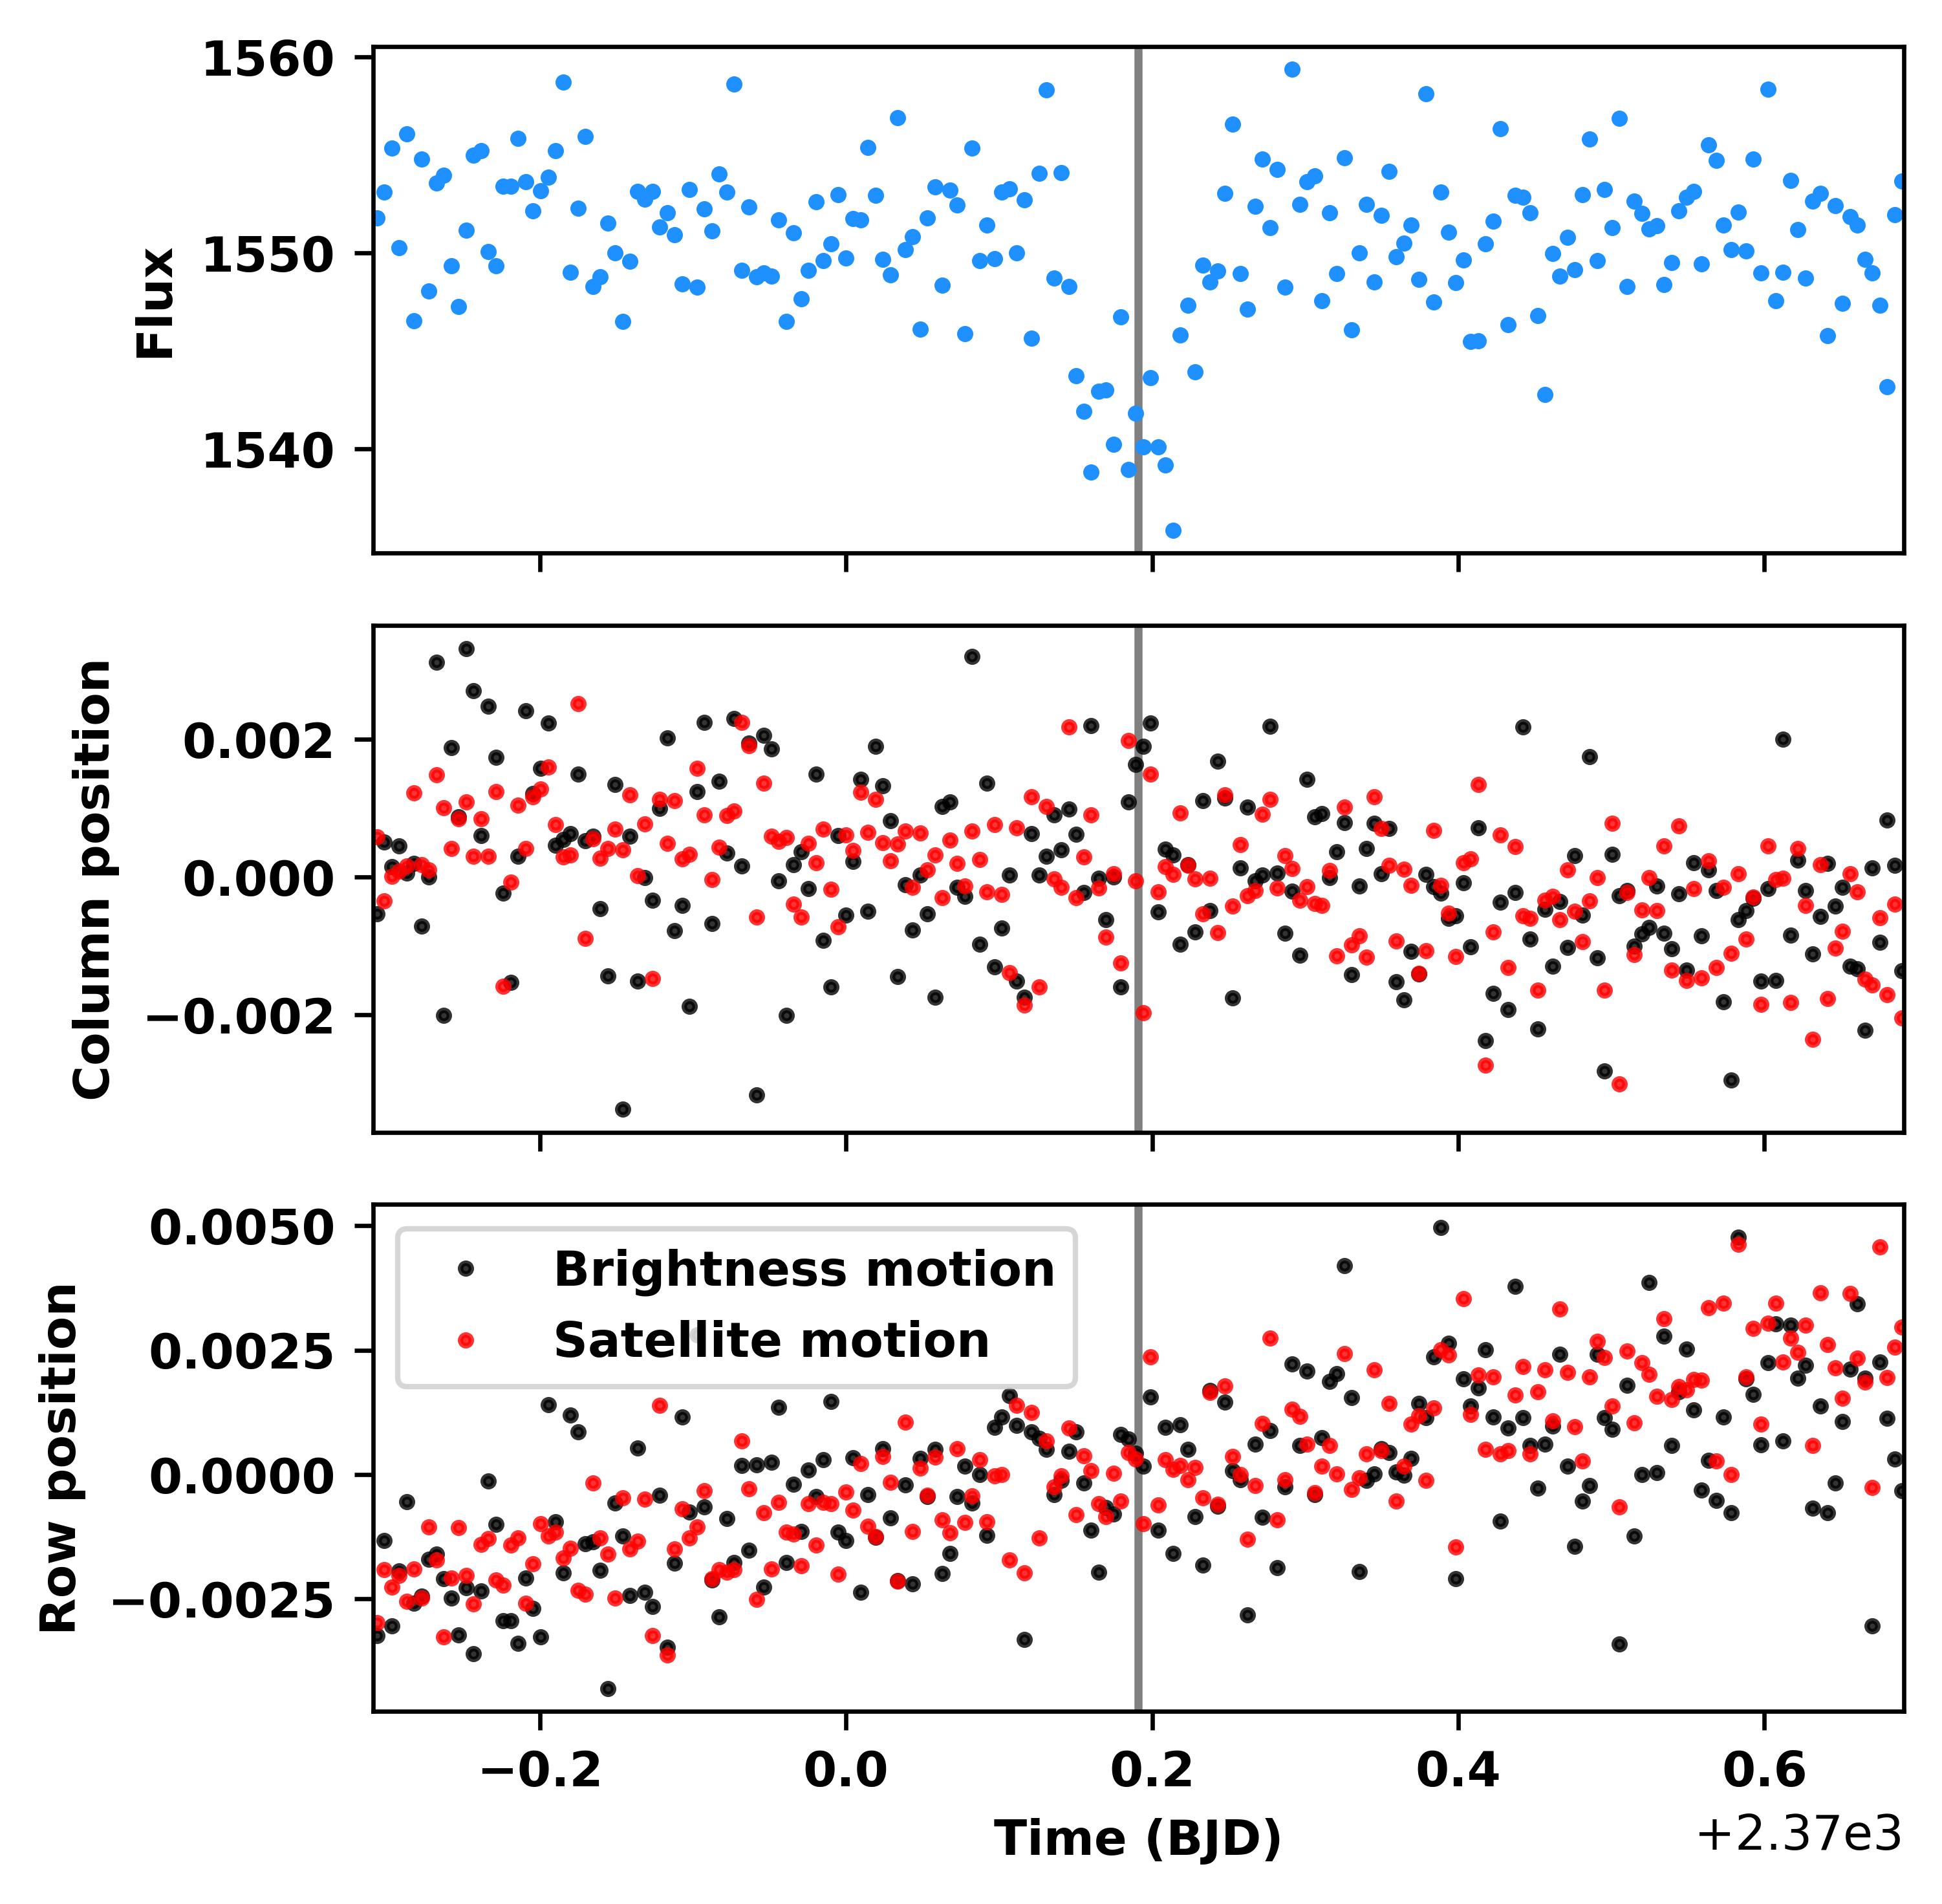 1560
1550
1540
Flux
0.002
0.000
−0.002
Column position
0.0050
0.0025
0.0000
−0.0025
Row position
Brightness motion
Satellite motion
−0.2 0.0 0.2 0.4 0.6
Time (BJD)
+2.37e3